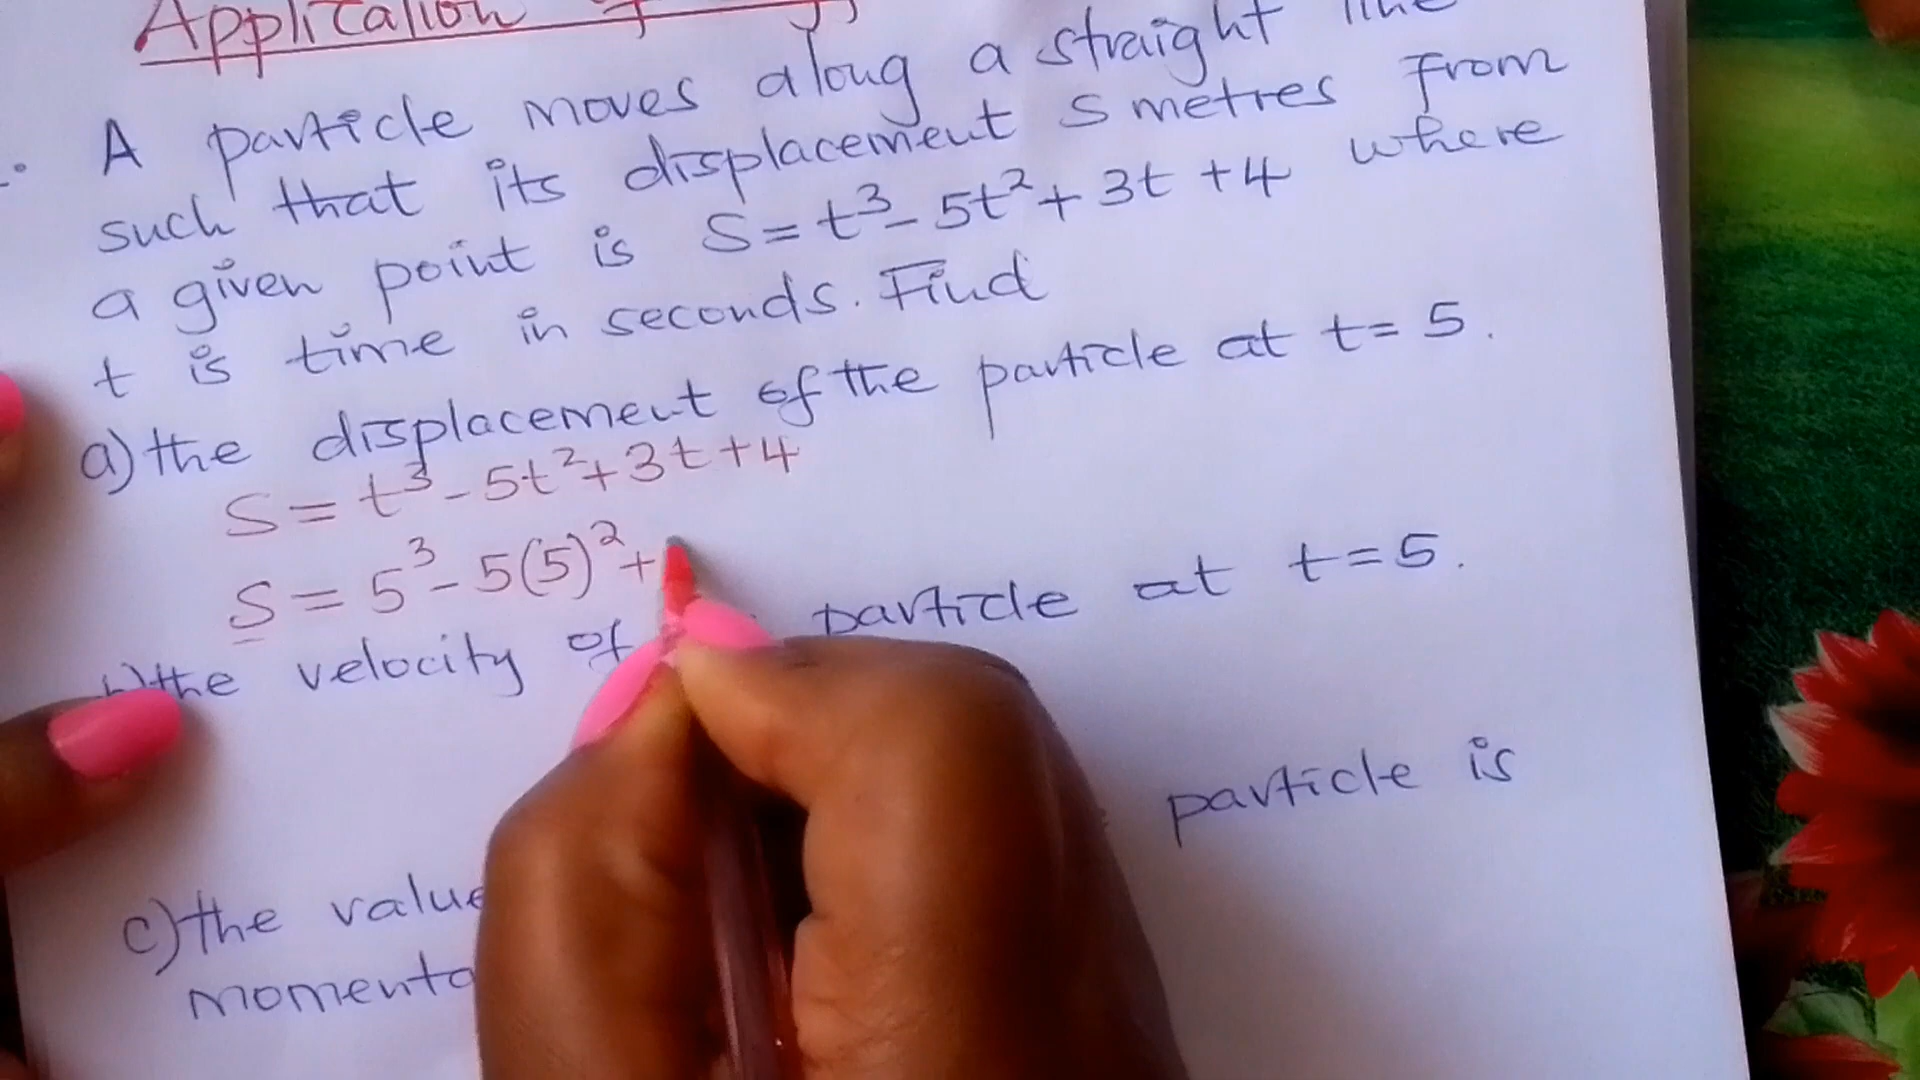 Application
A particle moves along a straight line
such that its displacement S metres from
a given point is S = t³ - 5t² + 3t + 4 where
t is time in seconds. Find
a) the displacement of the particle at t = 5.
S = t³ - 5t² + 3t + 4
S = 5³ - 5(5)² +
the velocity of particle at t = 5.
c) the value particle is